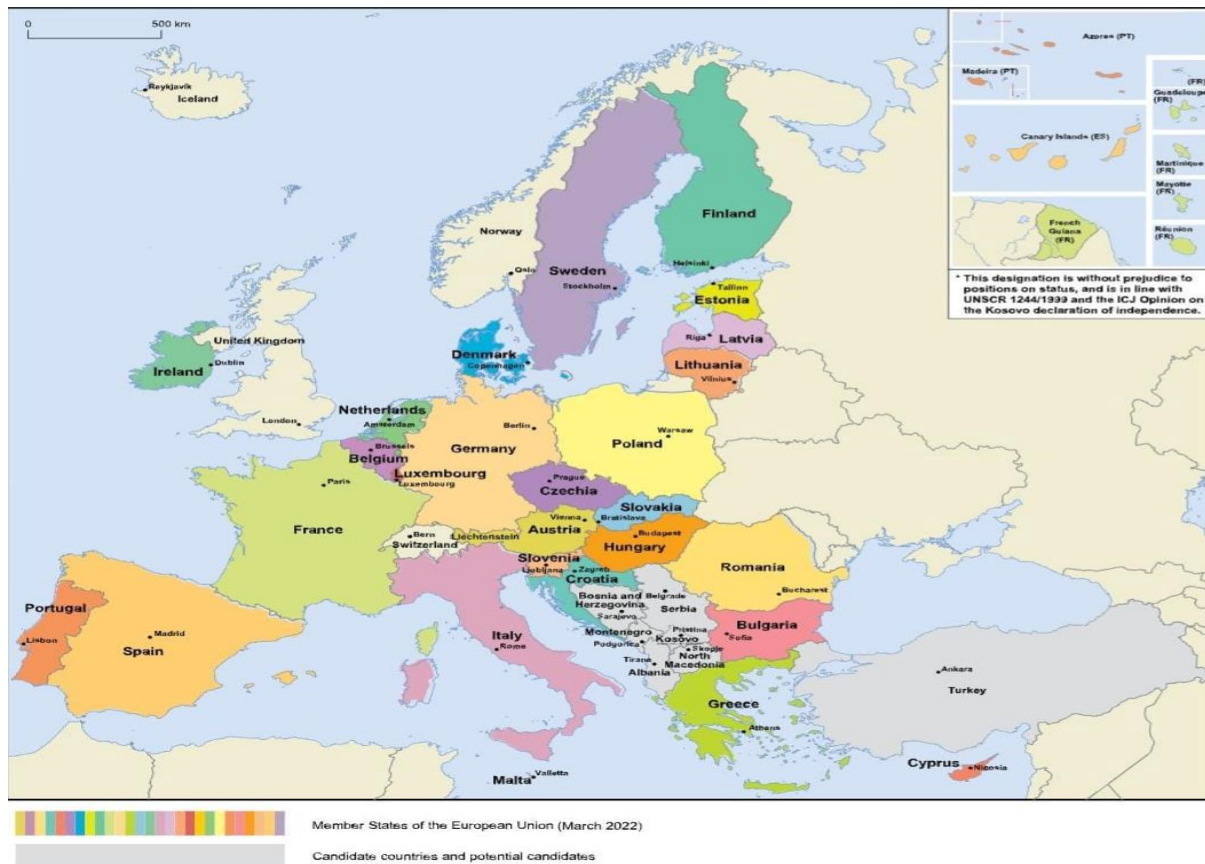 0 500 km
Reykjavík
Iceland
Azores (PT)
Madeira (PT)
(FR)
Guadeloupe
(FR)
Canary Islands (ES)
Martinique
(FR)
Mayotte
(FR)
French
Guiana
(FR)
Réunion
(FR)
* This designation is without prejudice to
positions on status, and is in line with
UNSCR 1244/1999 and the ICJ Opinion on
the Kosovo declaration of independence.
Finland
Norway
Helsinki
Oslo
Sweden
Stockholm
Tallinn
Estonia
Riga
Latvia
United Kingdom
Dublin
Ireland
Denmark
Copenhagen
Lithuania
Vilnius
Netherlands
Amsterdam
London
Berlin
Warsaw
Poland
Germany
Brussels
Belgium
Luxembourg
Luxembourg
Paris
Prague
Czechia
Slovakia
Bratislava
Vienna
Austria
France
Bern
Switzerland
Liechtenstein
Budapest
Hungary
Slovenia
Ljubljana
Zagreb
Croatia
Romania
Bucharest
Bosnia and
Herzegovina
Sarajevo
Belgrade
Serbia
Portugal
Lisbon
Madrid
Spain
Italy
Rome
Montenegro
Podgorica
Pristina
Kosovo
Bulgaria
Sofia
Skopje
North
Macedonia
Tirana
Albania
Ankara
Turkey
Greece
Athens
Cyprus
Nicosia
Malta
Valletta
Member States of the European Union (March 2022)
Candidate countries and potential candidates